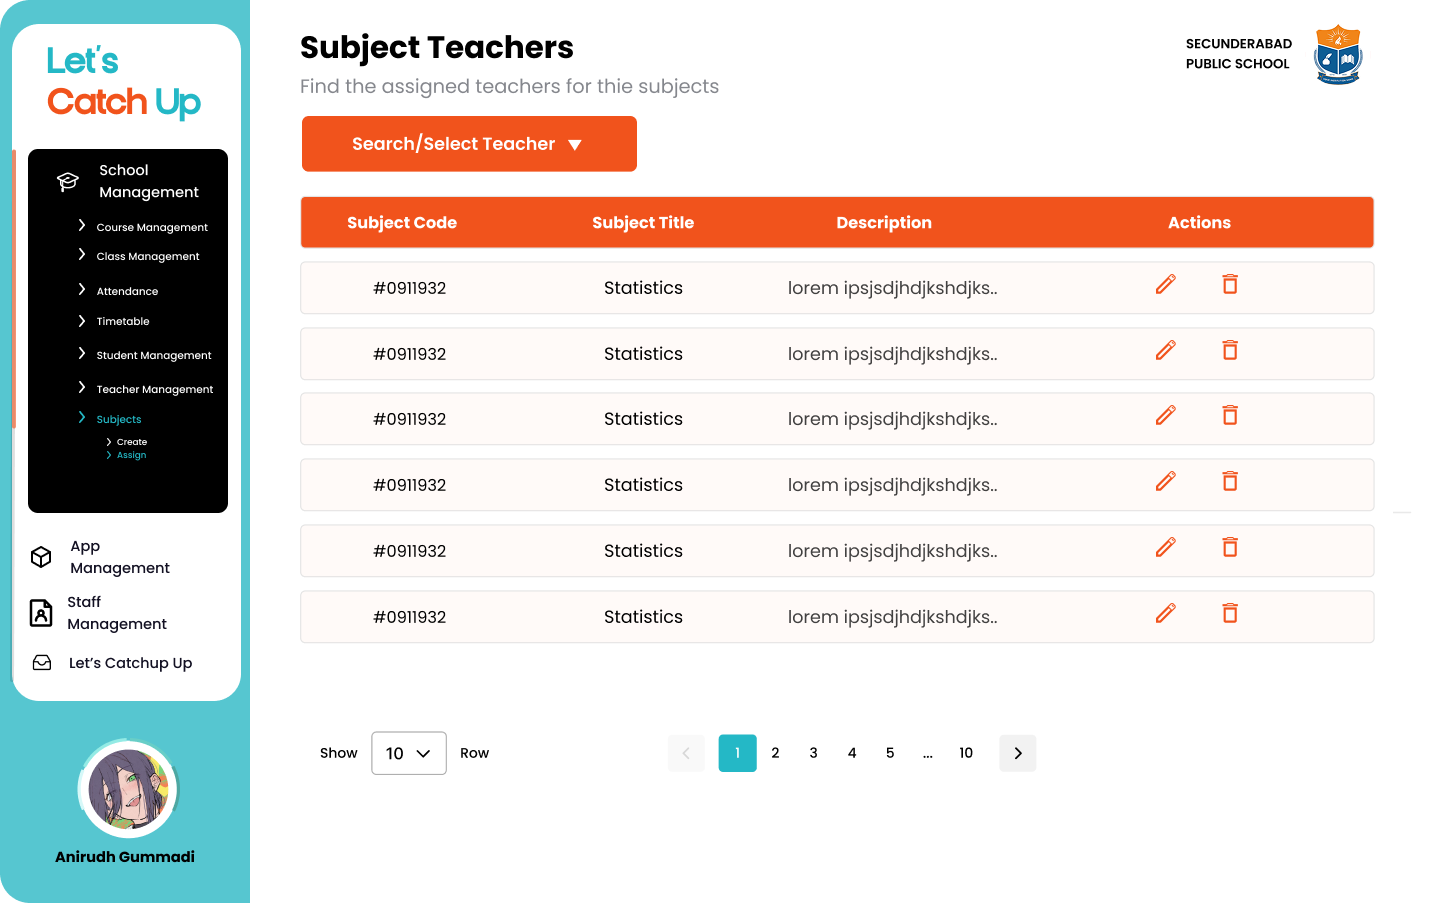 Let's
Catch Up
School
Management
Course Management
Class Management
Attendance
Timetable
Student Management
Teacher Management
Subjects
Create
Assign
App
Management
Staff
Management
Let’s Catchup Up
Anirudh Gummadi
Subject Teachers
Find the assigned teachers for thie subjects
SECUNDERABAD
PUBLIC SCHOOL
Search/Select Teacher ▼
Subject Code Subject Title Description Actions
#0911932 Statistics lorem ipsjsdjhdjkshdjks..
#0911932 Statistics lorem ipsjsdjhdjkshdjks..
#0911932 Statistics lorem ipsjsdjhdjkshdjks..
#0911932 Statistics lorem ipsjsdjhdjkshdjks..
#0911932 Statistics lorem ipsjsdjhdjkshdjks..
#0911932 Statistics lorem ipsjsdjhdjkshdjks..
Show 10 Row 1 2 3 4 5 ... 10